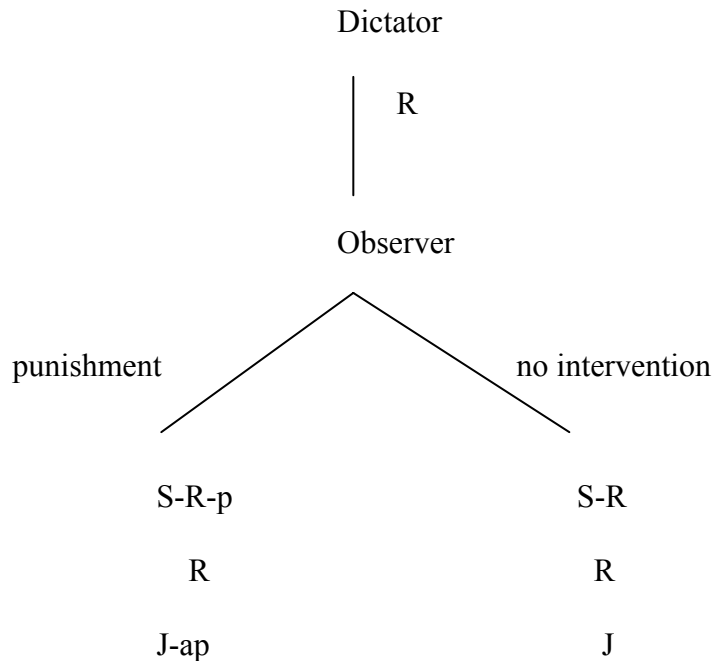 Dictator
R
Observer
punishment no intervention
S-R-p S-R
R R
J-ap J